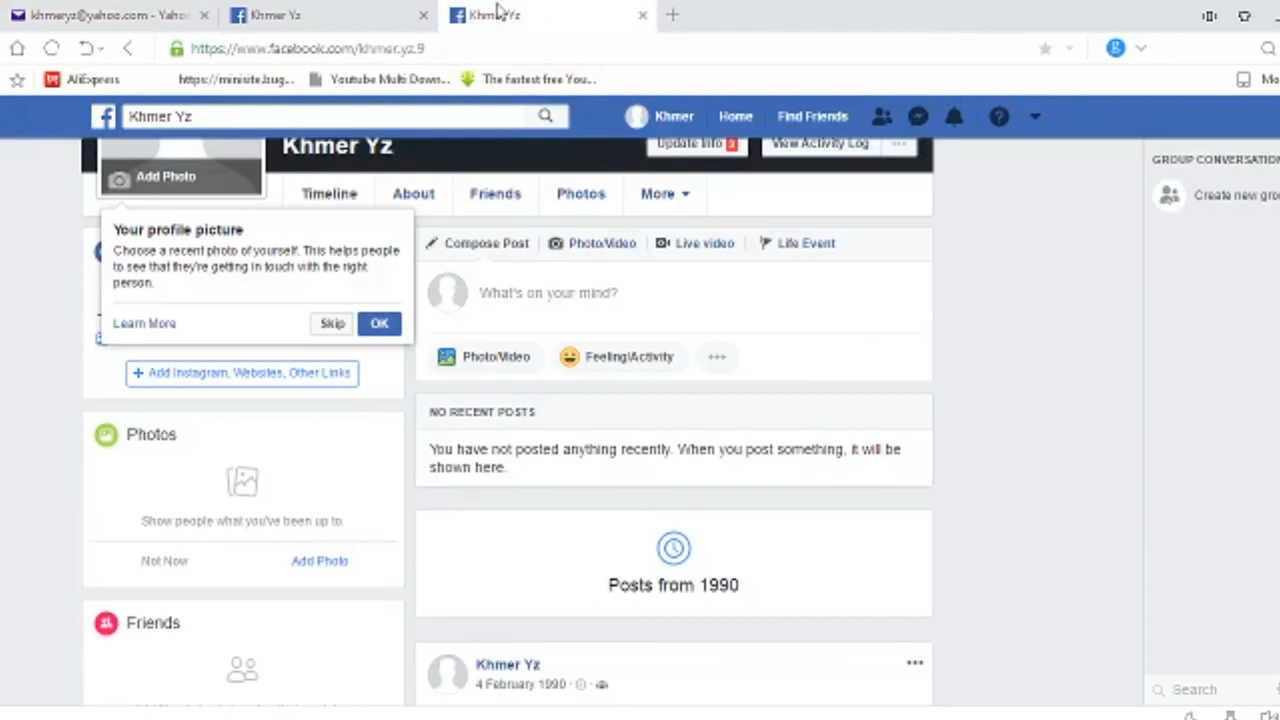 khmeryz@yahoo.com - Yaho
Khmer Yz
Khmer Yz
https://www.facebook.com/khmer.yz.9
AliExpress
https://minisite.bug...
Youtube Multi Down...
The fastest free You...
Mo
Khmer Yz
Khmer
Home
Find Friends
Khmer Yz
Update Info 3
View Activity Log
Add Photo
Timeline
About
Friends
Photos
More
GROUP CONVERSATION
Create new grou
Your profile picture
Choose a recent photo of yourself. This helps people
to see that they're getting in touch with the right
person.
Learn More
Skip
OK
+ Add Instagram, Websites, Other Links
Compose Post
Photo/Video
Live video
Life Event
What's on your mind?
Photo/Video
Feeling/Activity
NO RECENT POSTS
You have not posted anything recently. When you post something, it will be
shown here.
Photos
Show people what you've been up to.
Not Now
Add Photo
Posts from 1990
Friends
Khmer Yz
4 February 1990
Search